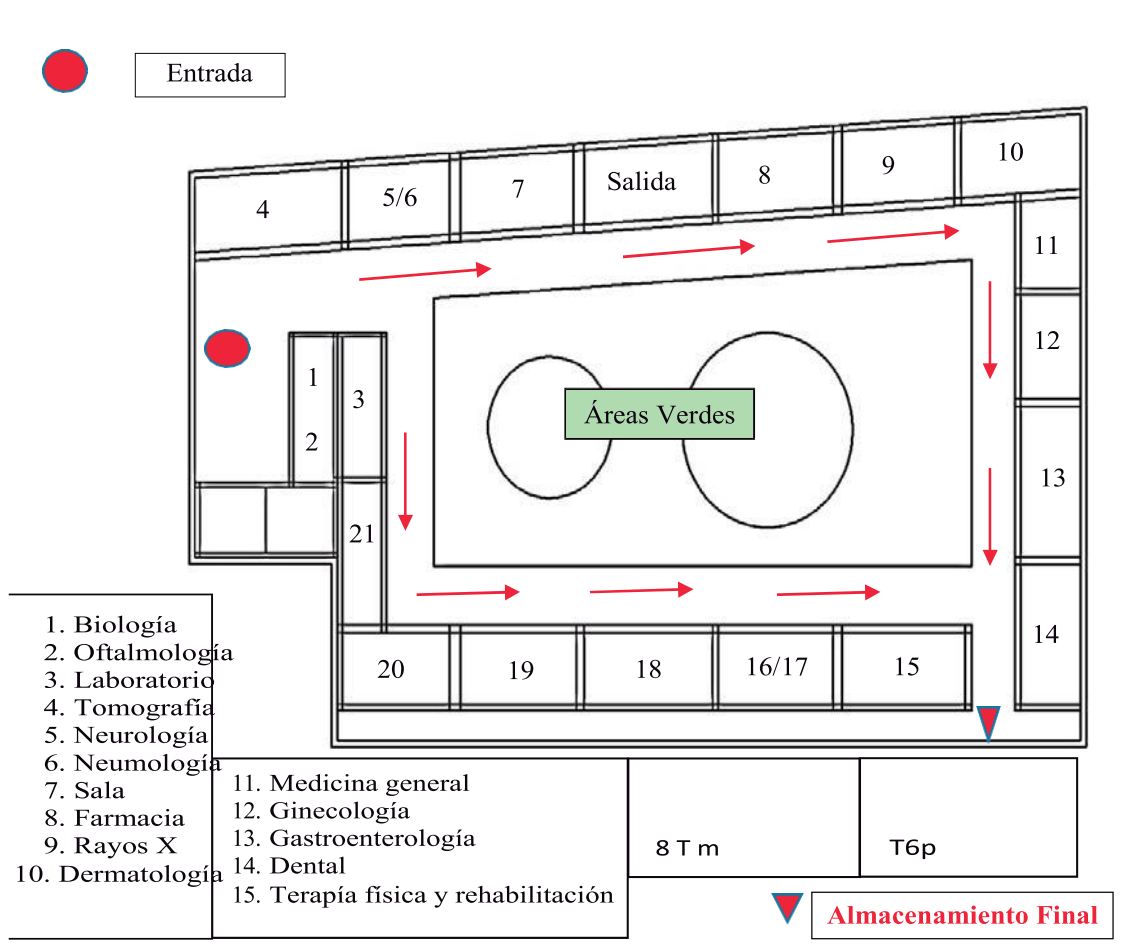 Entrada
4
5/6
7
Salida
8
9
10
11
12
13
14
1
2
3
21
Áreas Verdes
20
19
18
16/17
15
1. Biología
2. Oftalmología
3. Laboratorio
4. Tomografía
5. Neurología
6. Neumología
7. Sala
8. Farmacia
9. Rayos X
10. Dermatología
11. Medicina general
12. Ginecología
13. Gastroenterología
14. Dental
15. Terapía física y rehabilitación
8 T m
T6p
Almacenamiento Final